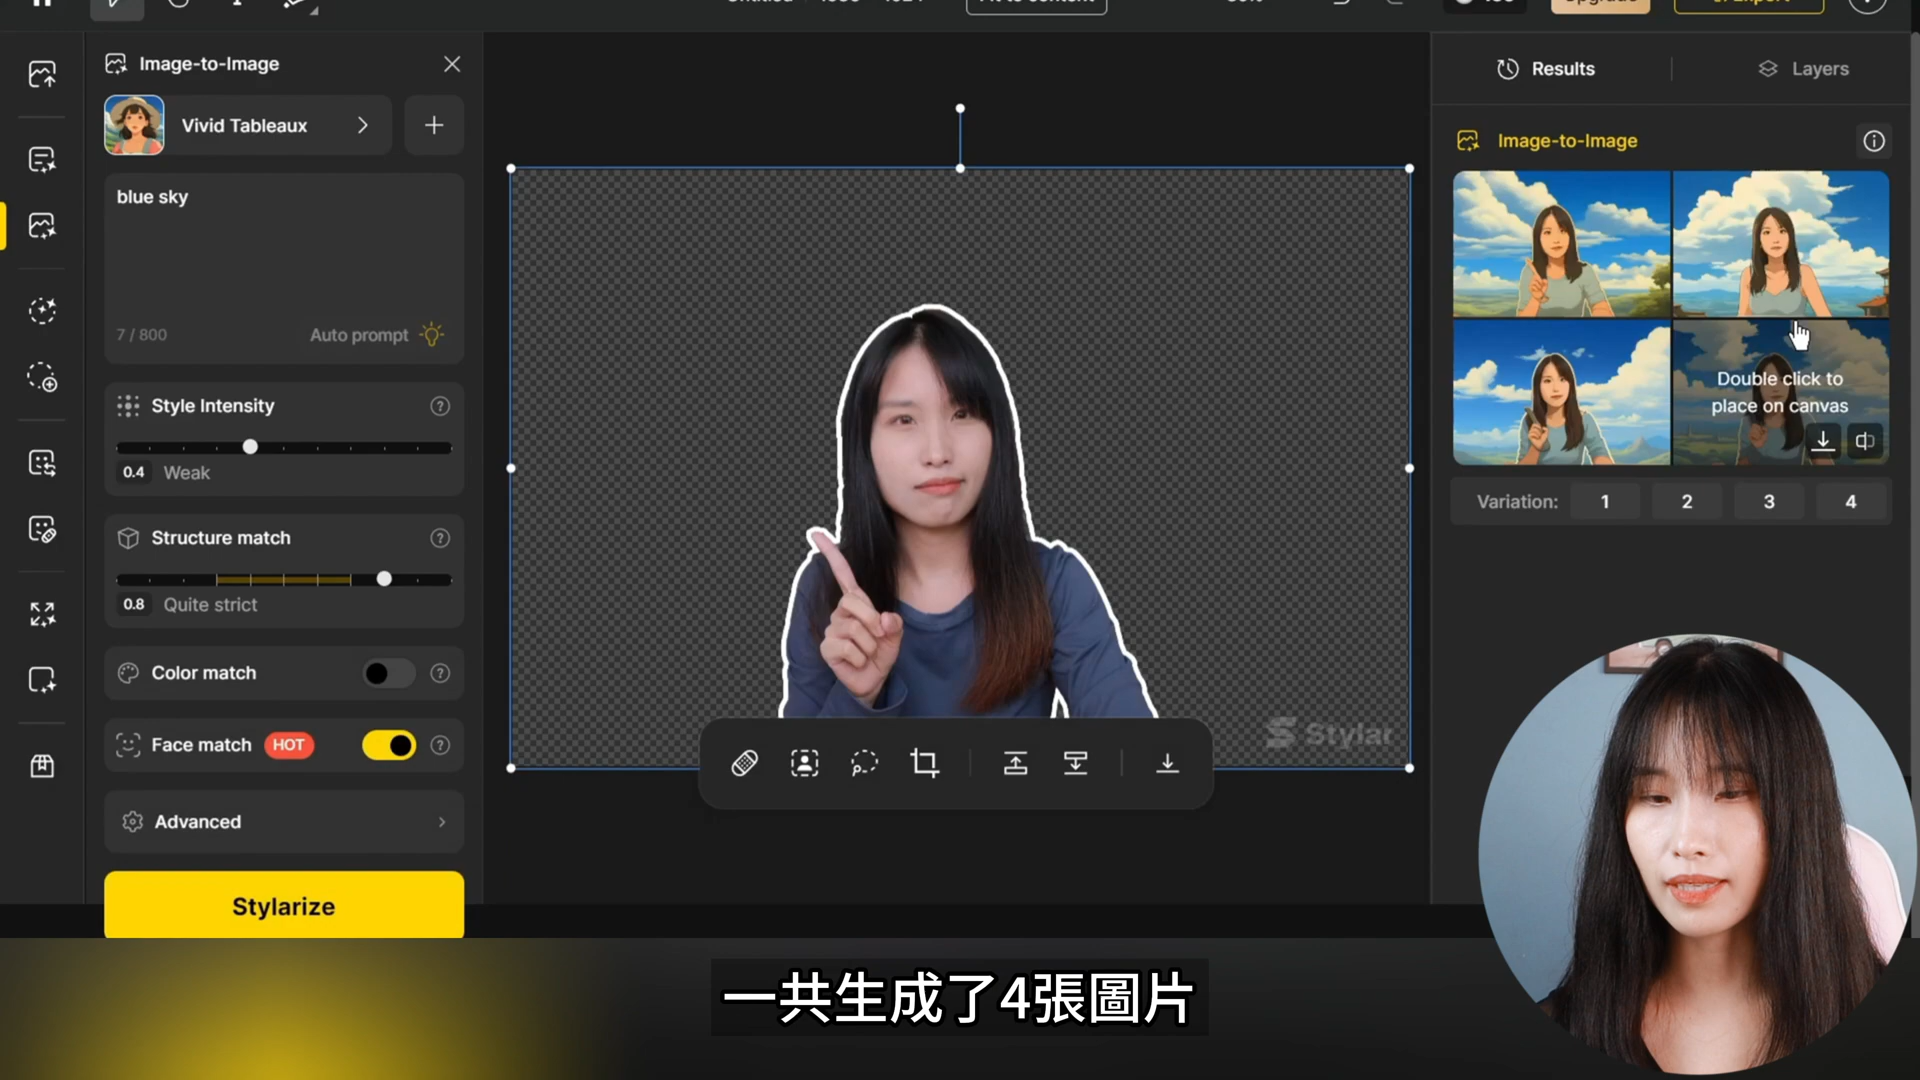 Image-to-Image
Vivid Tableaux
blue sky
7 / 800
Auto prompt
Style Intensity
0.4 Weak
Structure match
0.8 Quite strict
Color match
Face match HOT
Advanced
Stylarize
Stylar
Results
Layers
Image-to-Image
Double click to
place on canvas
Variation: 1 2 3 4
一共生成了4張圖片